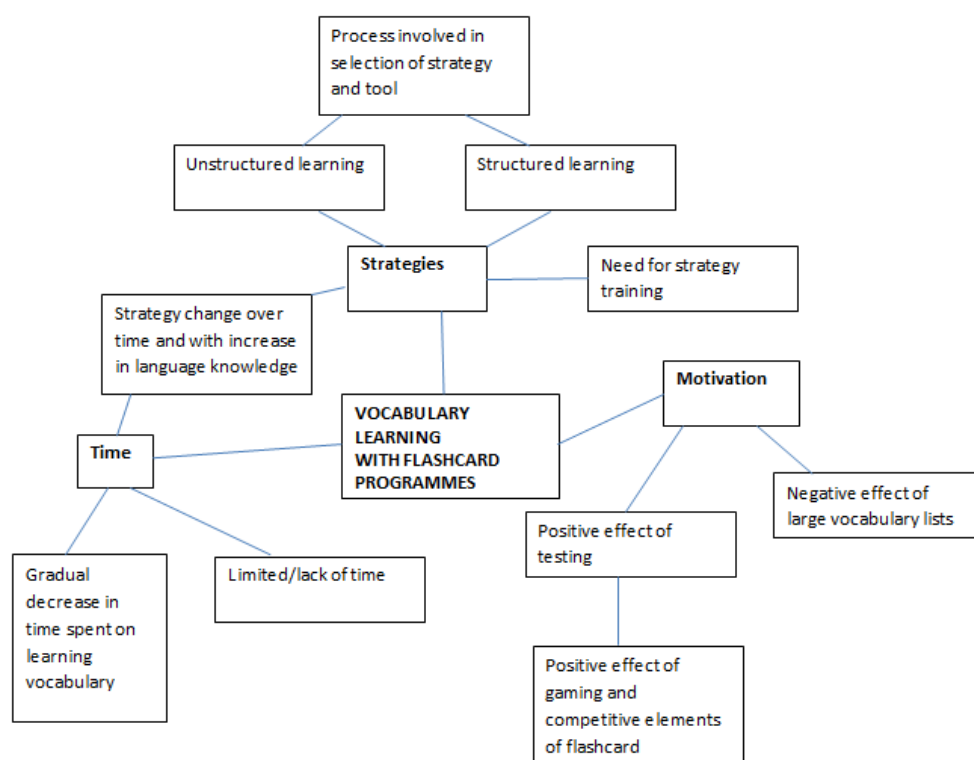 Process involved in
selection of strategy
and tool
Unstructured learning
Structured learning
Strategies
Need for strategy
training
Strategy change over
time and with increase
in language knowledge
Motivation
VOCABULARY
LEARNING
WITH FLASHCARD
PROGRAMMES
Time
Negative effect of
large vocabulary lists
Positive effect of
testing
Gradual
decrease in
time spent on
learning
vocabulary
Limited/lack of time
Positive effect of
gaming and
competitive elements
of flashcard